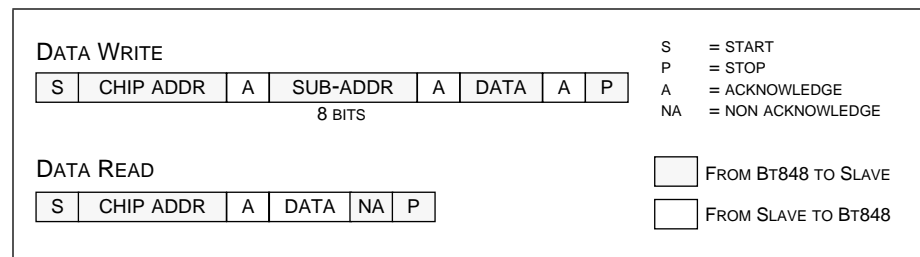 DATA WRITE
S CHIP ADDR A SUB-ADDR A DATA A P
8 BITS
S = START
P = STOP
A = ACKNOWLEDGE
NA = NON ACKNOWLEDGE
DATA READ
S CHIP ADDR A DATA NA P
FROM BT848 TO SLAVE
FROM SLAVE TO BT848